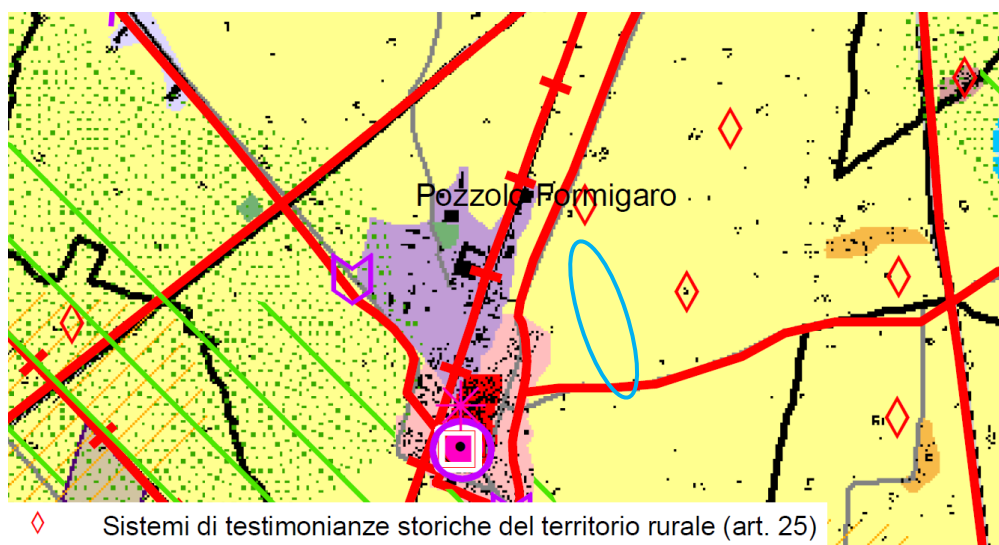 Pozzolo Formigaro
Sistemi di testimonianze storiche del territorio rurale (art. 25)